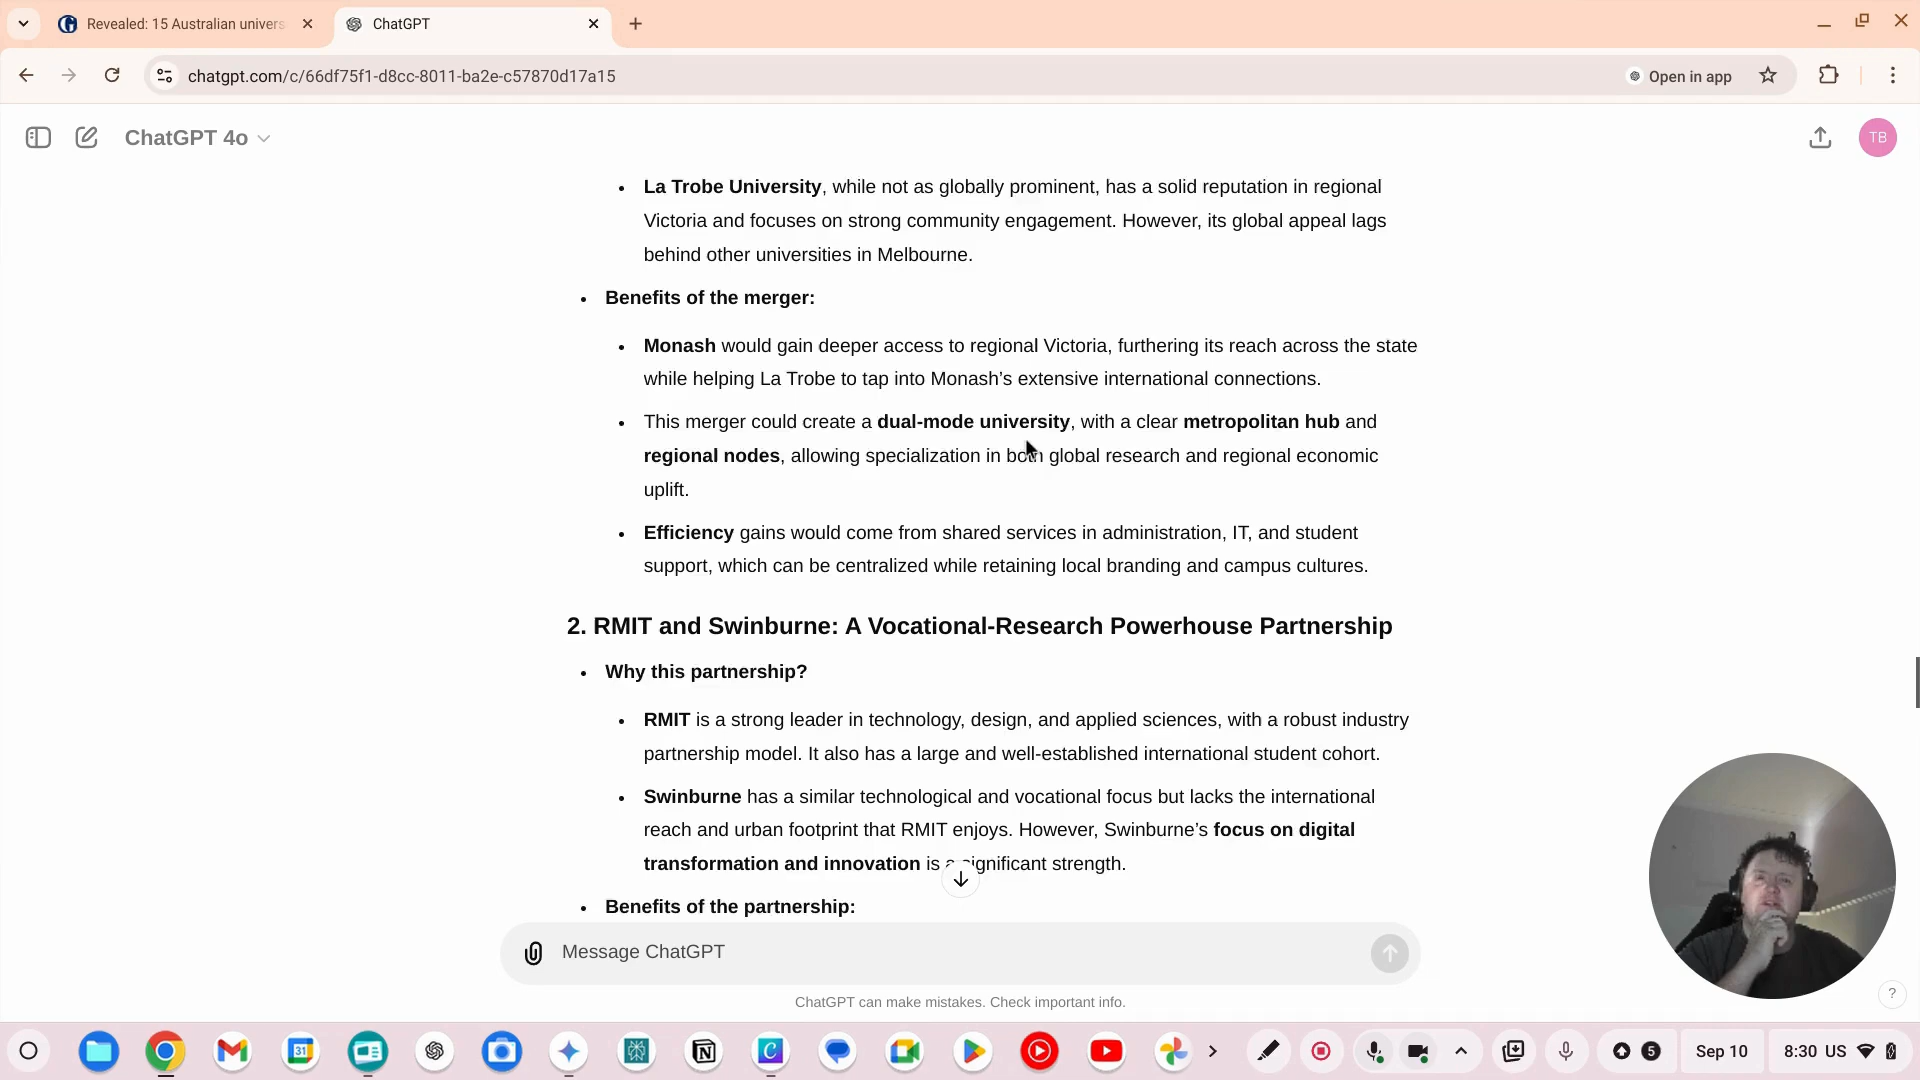 Revealed: 15 Australian univers
ChatGPT
chatgpt.com/c/66df75f1-d8cc-8011-ba2e-c57870d17a15
Open in app
ChatGPT 4o
TB
La Trobe University, while not as globally prominent, has a solid reputation in regional
Victoria and focuses on strong community engagement. However, its global appeal lags
behind other universities in Melbourne.
Benefits of the merger:
Monash would gain deeper access to regional Victoria, furthering its reach across the state
while helping La Trobe to tap into Monash’s extensive international connections.
This merger could create a dual-mode university, with a clear metropolitan hub and
regional nodes, allowing specialization in both global research and regional economic
uplift.
Efficiency gains would come from shared services in administration, IT, and student
support, which can be centralized while retaining local branding and campus cultures.
2. RMIT and Swinburne: A Vocational-Research Powerhouse Partnership
Why this partnership?
RMIT is a strong leader in technology, design, and applied sciences, with a robust industry
partnership model. It also has a large and well-established international student cohort.
Swinburne has a similar technological and vocational focus but lacks the international
reach and urban footprint that RMIT enjoys. However, Swinburne’s focus on digital
transformation and innovation is a significant strength.
Benefits of the partnership:
Message ChatGPT
ChatGPT can make mistakes. Check important info.
?
31
5
Sep 10
8:30 US